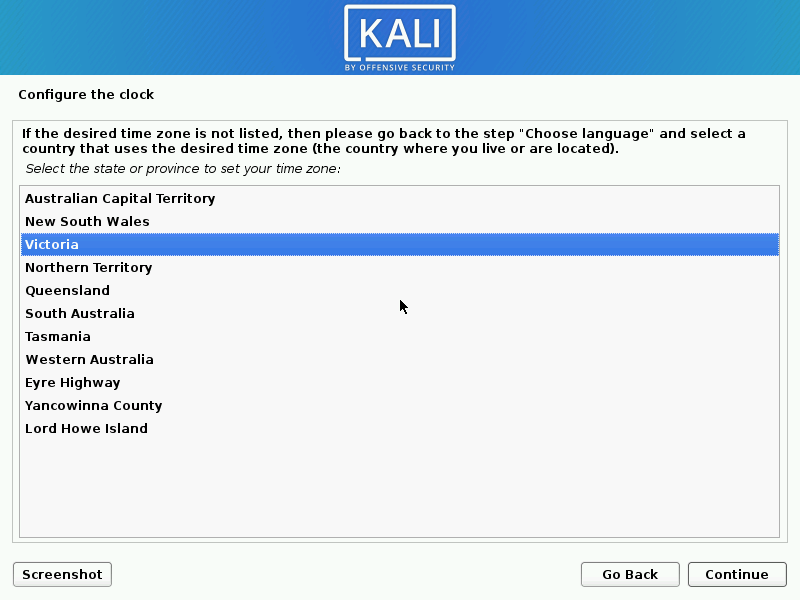 KALI
BY OFFENSIVE SECURITY
Configure the clock
If the desired time zone is not listed, then please go back to the step "Choose language" and select a
country that uses the desired time zone (the country where you live or are located).
Select the state or province to set your time zone:
Australian Capital Territory
New South Wales
Victoria
Northern Territory
Queensland
South Australia
Tasmania
Western Australia
Eyre Highway
Yancowinna County
Lord Howe Island
Screenshot
Go Back
Continue